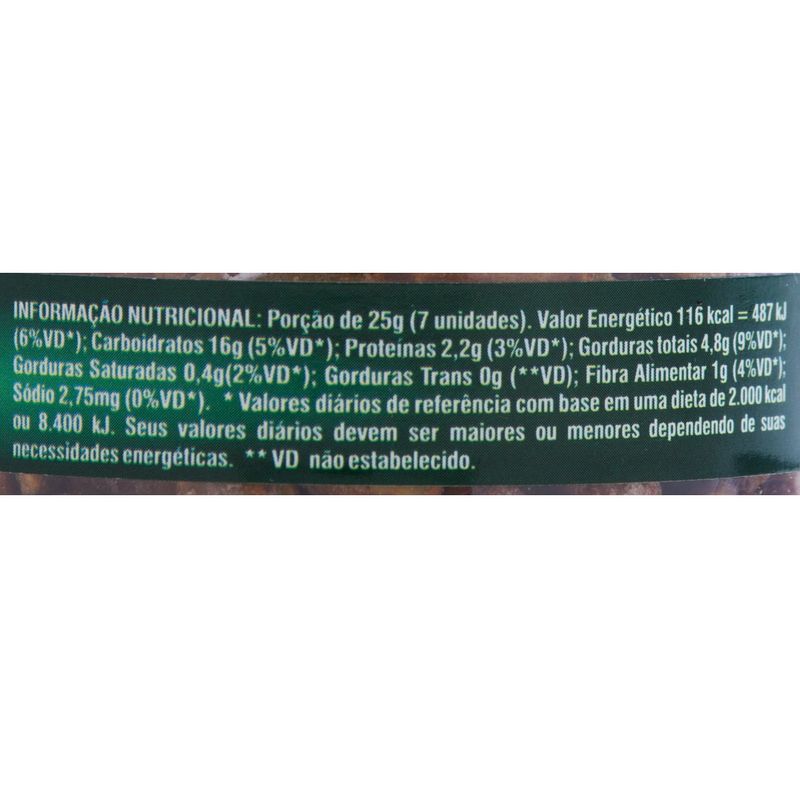 INFORMAÇÃO NUTRICIONAL: Porção de 25g (7 unidades). Valor Energético 116 kcal = 487 kJ
(6%VD*); Carboidratos 16g (5%VD*); Proteínas 2,2g (3%VD*); Gorduras totais 4,8g (9%VD*);
Gorduras Saturadas 0,4g(2%VD*); Gorduras Trans 0g (**VD); Fibra Alimentar 1g (4%VD*);
Sódio 2,75mg (0%VD*). * Valores diários de referência com base em uma dieta de 2.000 kcal
ou 8.400 kJ. Seus valores diários devem ser maiores ou menores dependendo de suas
necessidades energéticas. **VD não estabelecido.